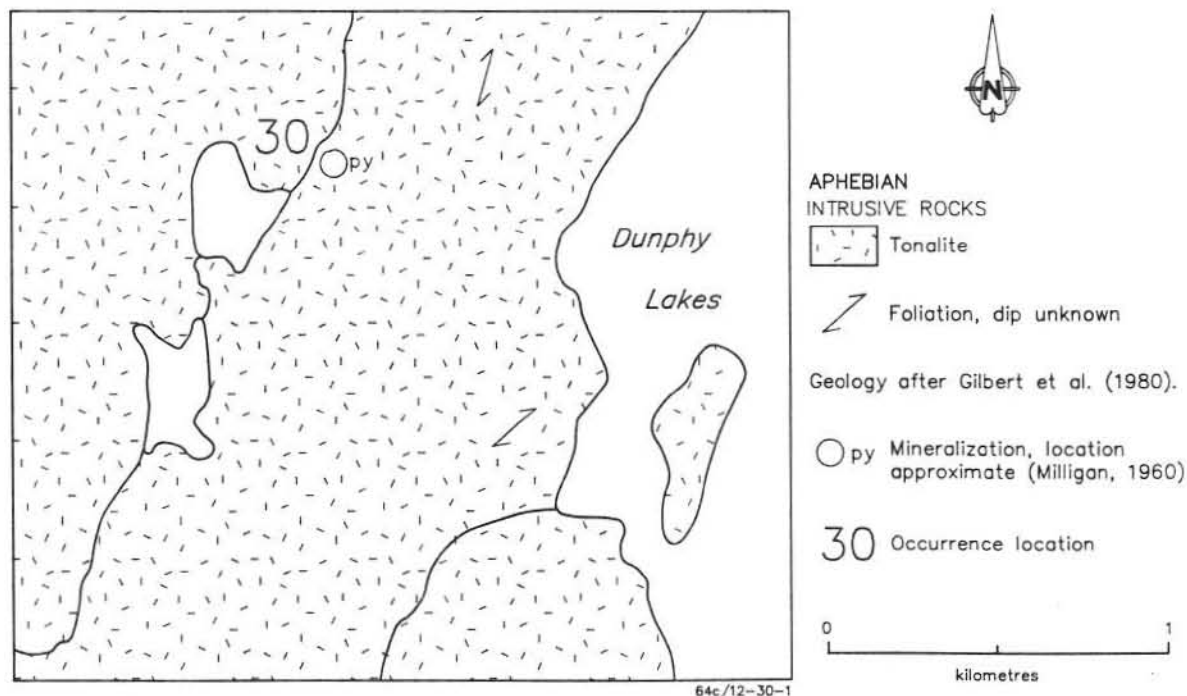 30
py
Dunphy
Lakes
64c/12-30-1
N
APHEBIAN
INTRUSIVE ROCKS
Tonalite
Foliation, dip unknown
Geology after Gilbert et al. (1980).
py Mineralization, location
approximate (Milligan, 1960)
30 Occurrence location
0 1
kilometres